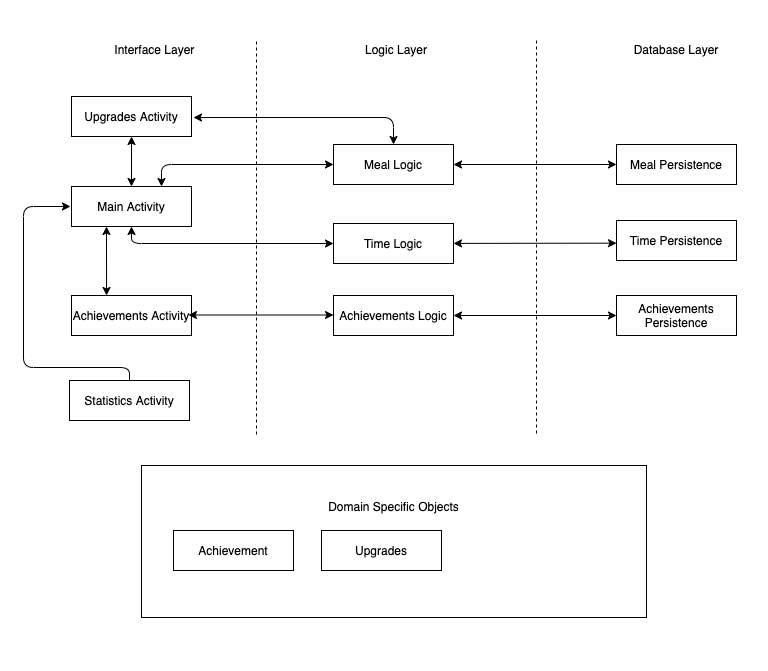 Interface Layer
Logic Layer
Database Layer
Upgrades Activity
Meal Logic
Meal Persistence
Main Activity
Time Logic
Time Persistence
Achievements Activity
Achievements Logic
Achievements
Persistence
Statistics Activity
Domain Specific Objects
Achievement
Upgrades